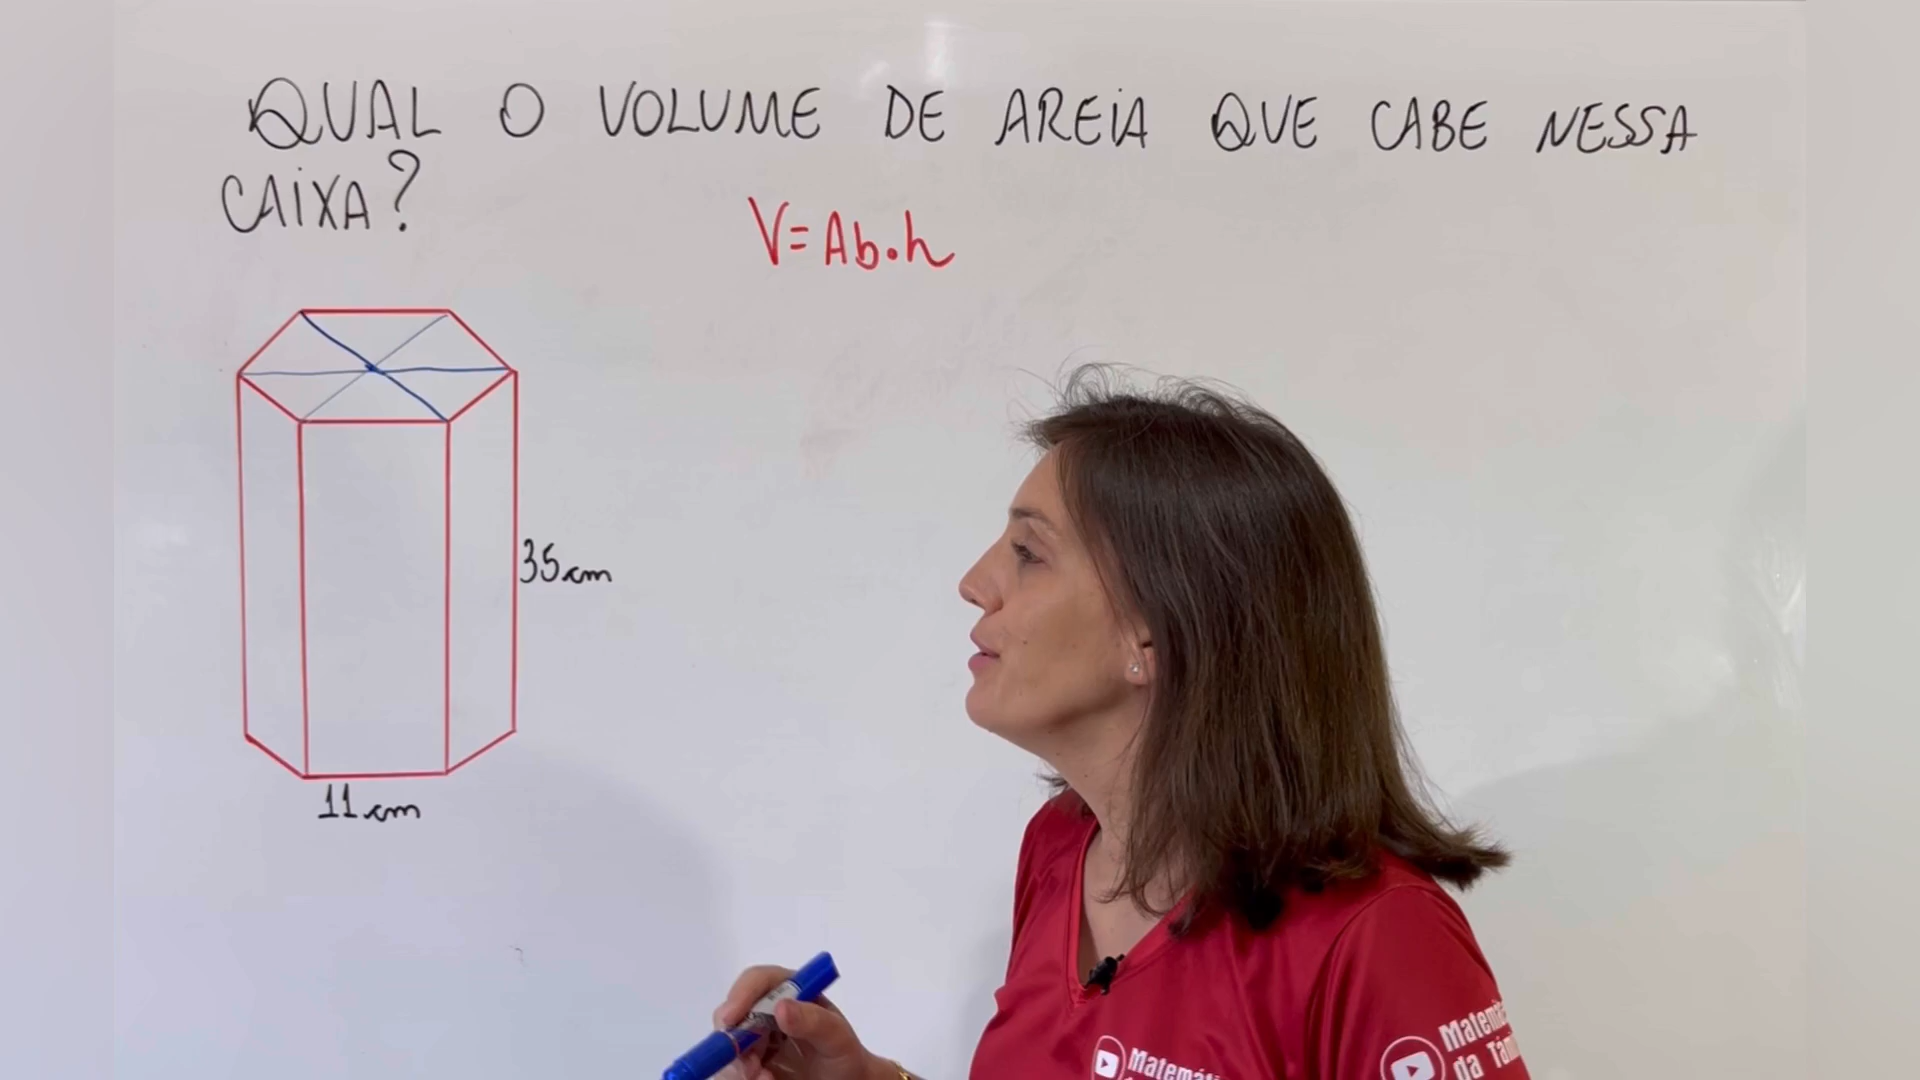 QUAL O VOLUME DE AREIA QUE CABE NESSA
CAIXA?
V=Ab.h
35cm
11cm